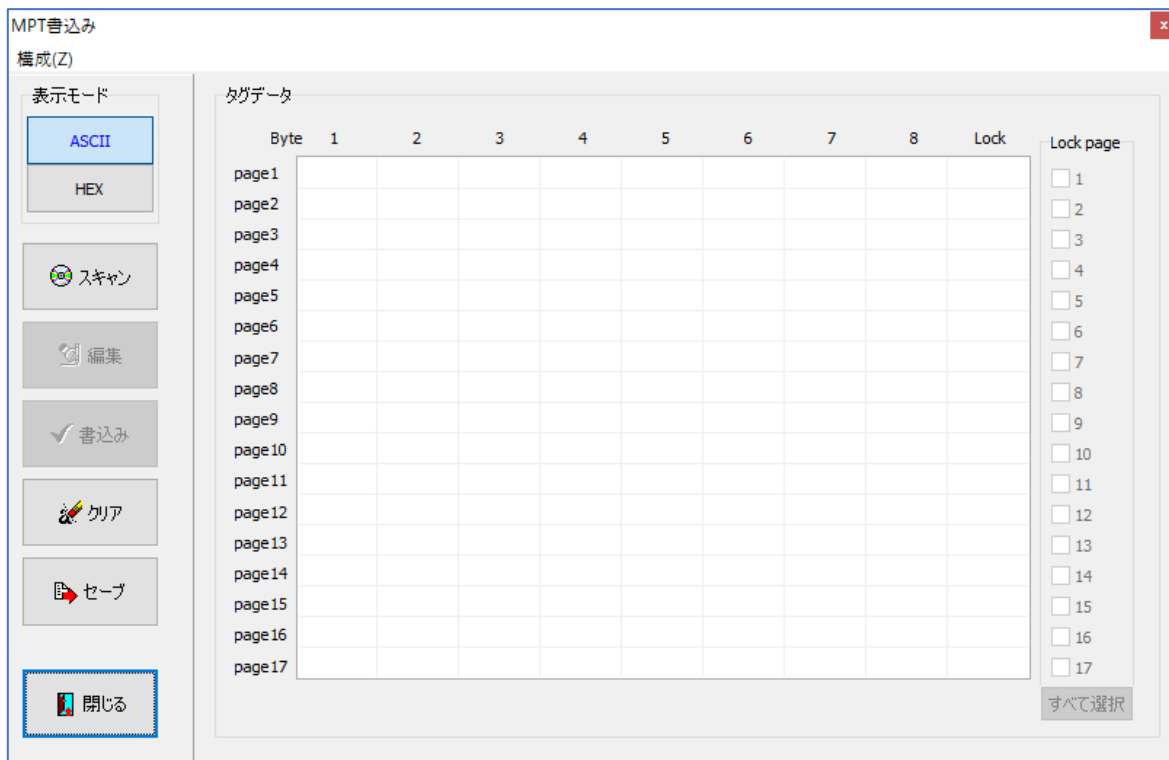 MPT書込み
x
構成(Z)
表示モード
ASCII
HEX
スキャン
編集
書込み
クリア
セーブ
閉じる
タグデータ
Byte 1 2 3 4 5 6 7 8 Lock
page1
page2
page3
page4
page5
page6
page7
page8
page9
page10
page11
page12
page13
page14
page15
page16
page17
Lock page
1
2
3
4
5
6
7
8
9
10
11
12
13
14
15
16
17
すべて選択